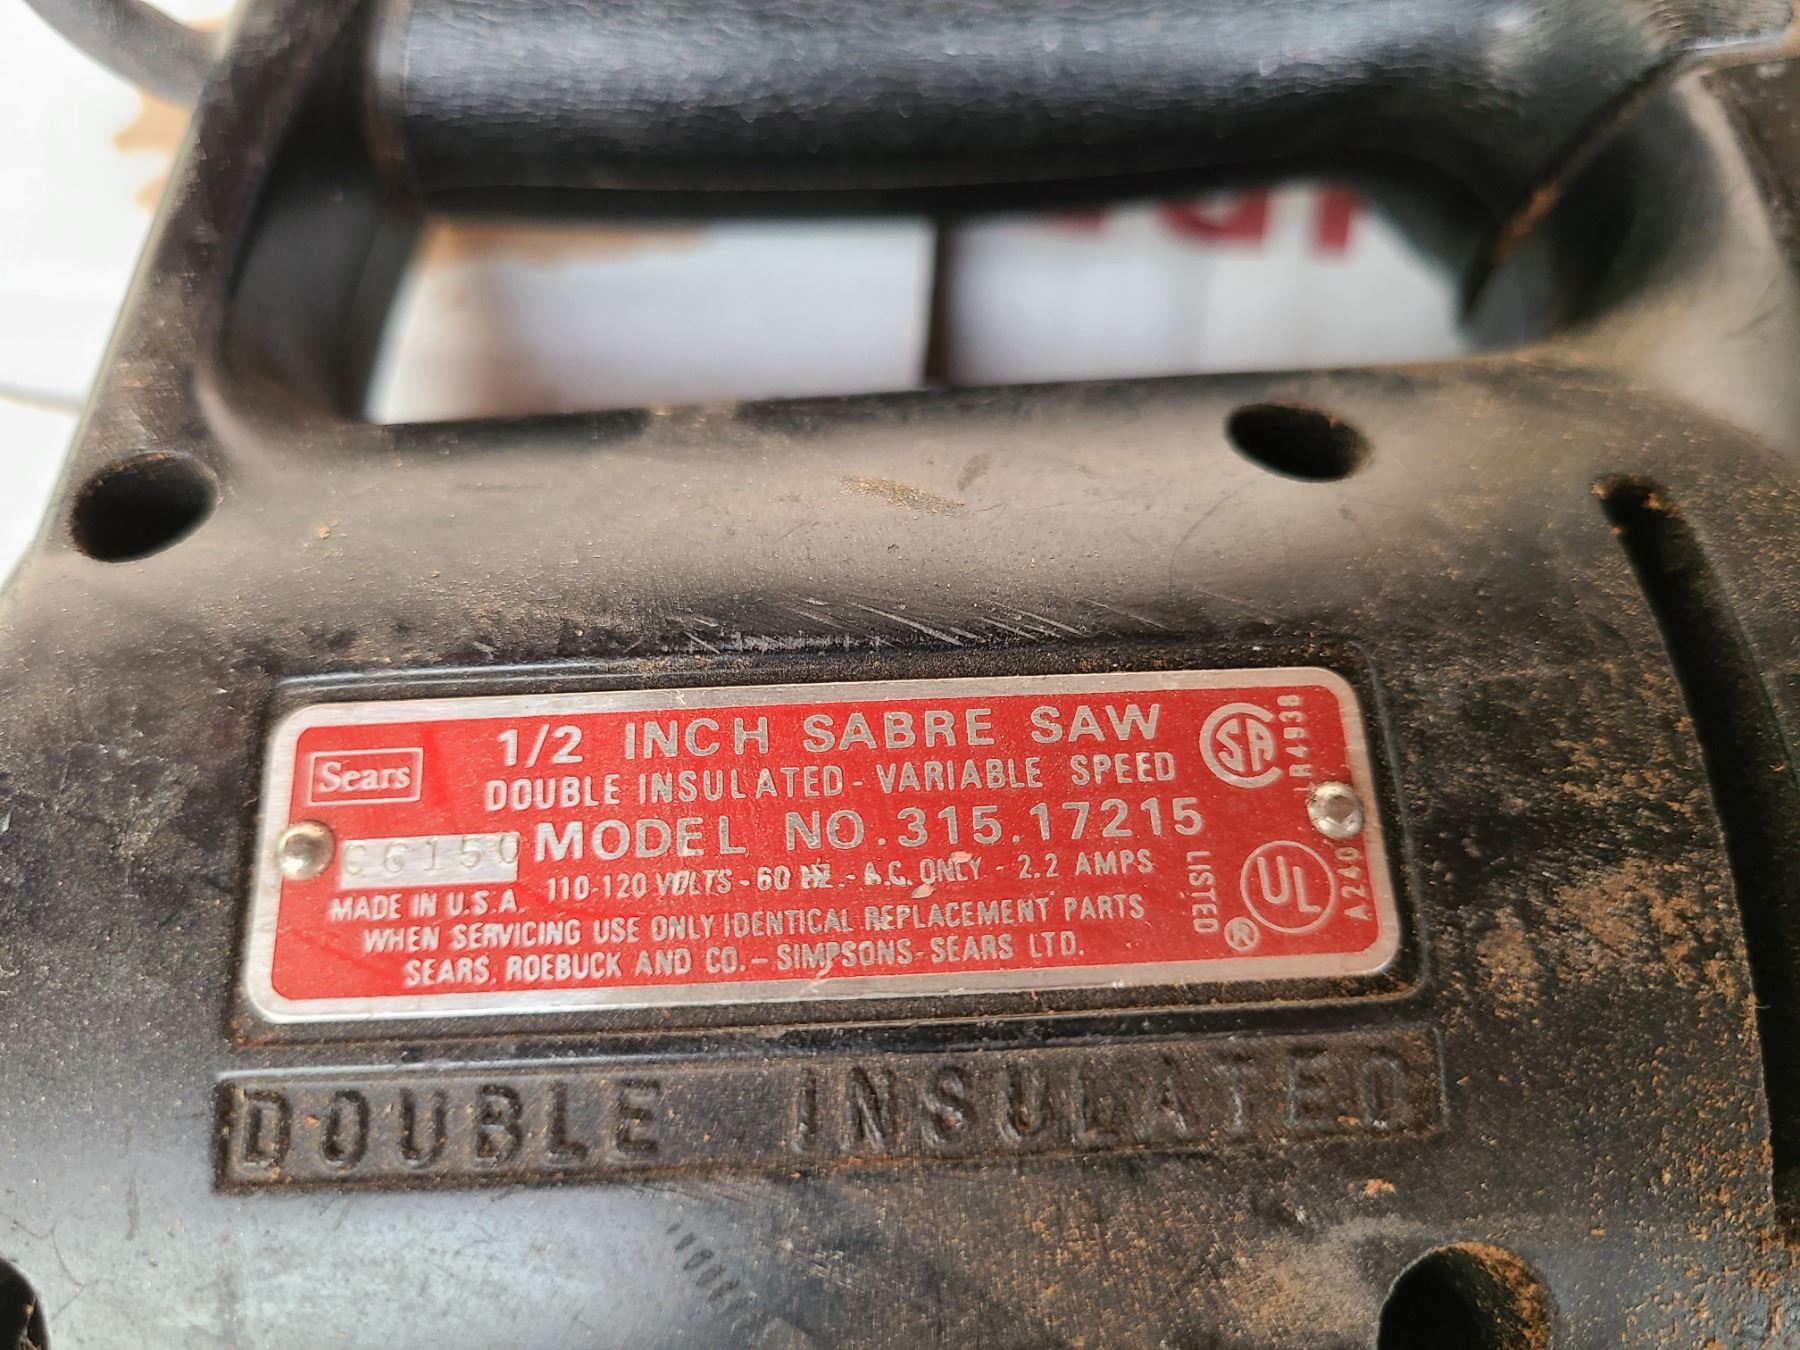 1/2 INCH SABRE SAW
Sears
DOUBLE INSULATED - VARIABLE SPEED
MODEL NO. 315.17215
110-120 VOLTS - 60 HZ. - A.C. ONLY - 2.2 AMPS
MADE IN U.S.A.
WHEN SERVICING USE ONLY IDENTICAL REPLACEMENT PARTS
SEARS, ROEBUCK AND CO. - SIMPSONS-SEARS LTD.
SA
LR4938
LISTED
UL
®
DOUBLE INSULATED